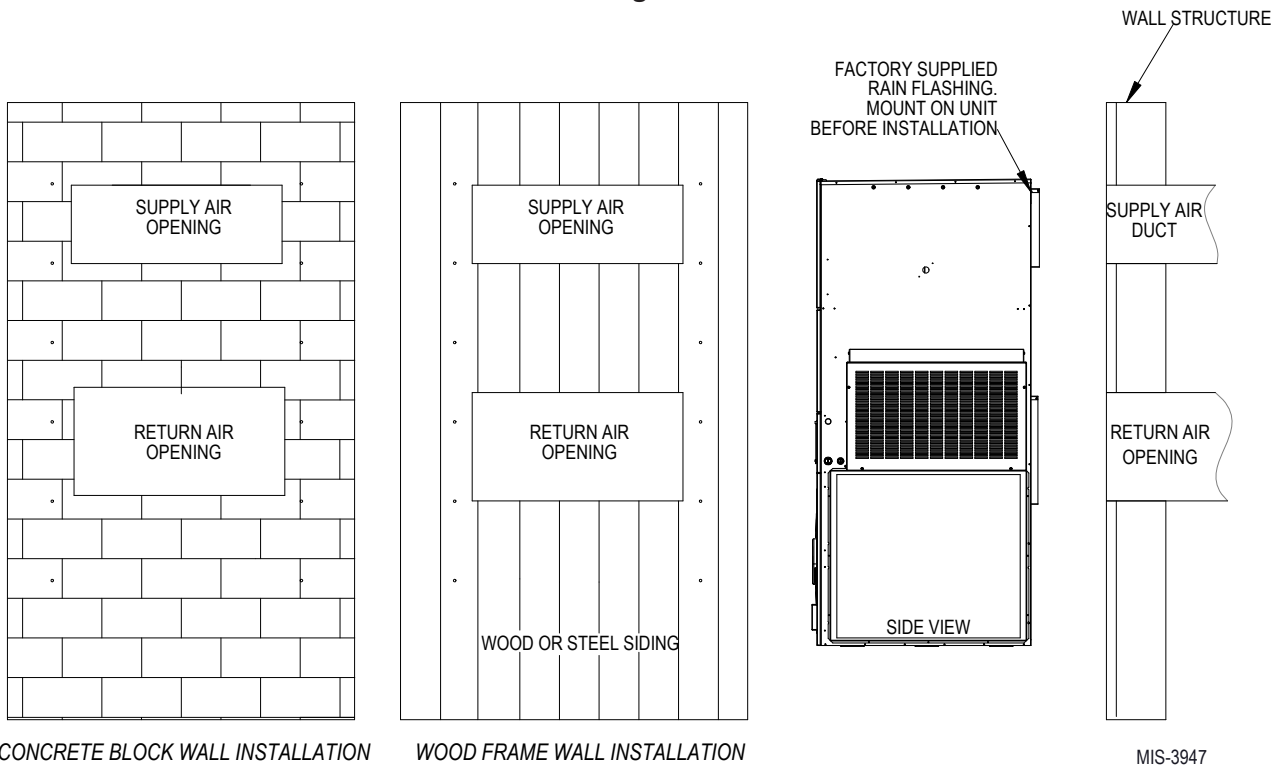 g
WALL STRUCTURE
FACTORY SUPPLIED
RAIN FLASHING.
MOUNT ON UNIT
BEFORE INSTALLATION
SUPPLY AIR
OPENING
SUPPLY AIR
OPENING
SUPPLY AIR
DUCT
RETURN AIR
OPENING
RETURN AIR
OPENING
RETURN AIR
OPENING
WOOD OR STEEL SIDING
SIDE VIEW
CONCRETE BLOCK WALL INSTALLATION
WOOD FRAME WALL INSTALLATION
MIS-3947